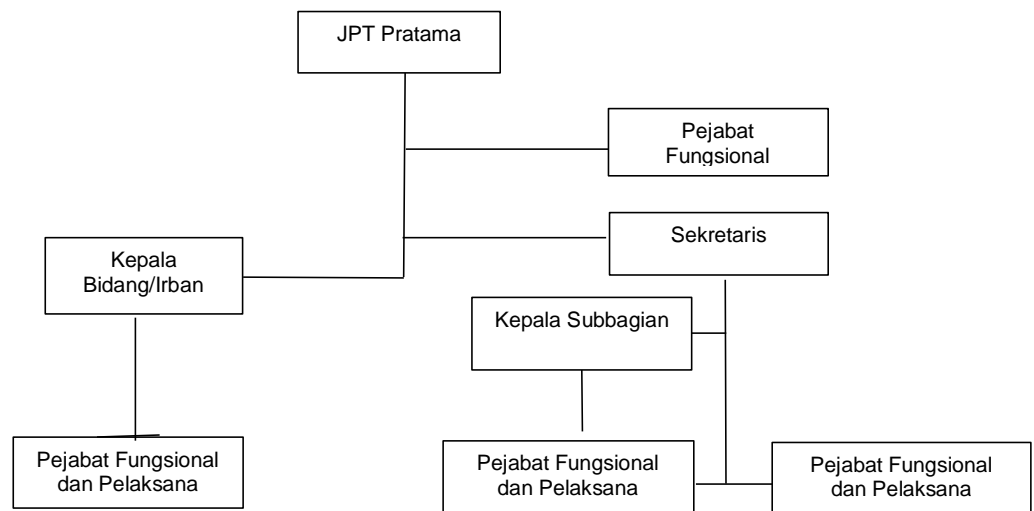 JPT Pratama
Pejabat
Fungsional
Sekretaris
Kepala
Bidang/Irban
Kepala Subbagian
Pejabat Fungsional
dan Pelaksana
Pejabat Fungsional
dan Pelaksana
Pejabat Fungsional
dan Pelaksana